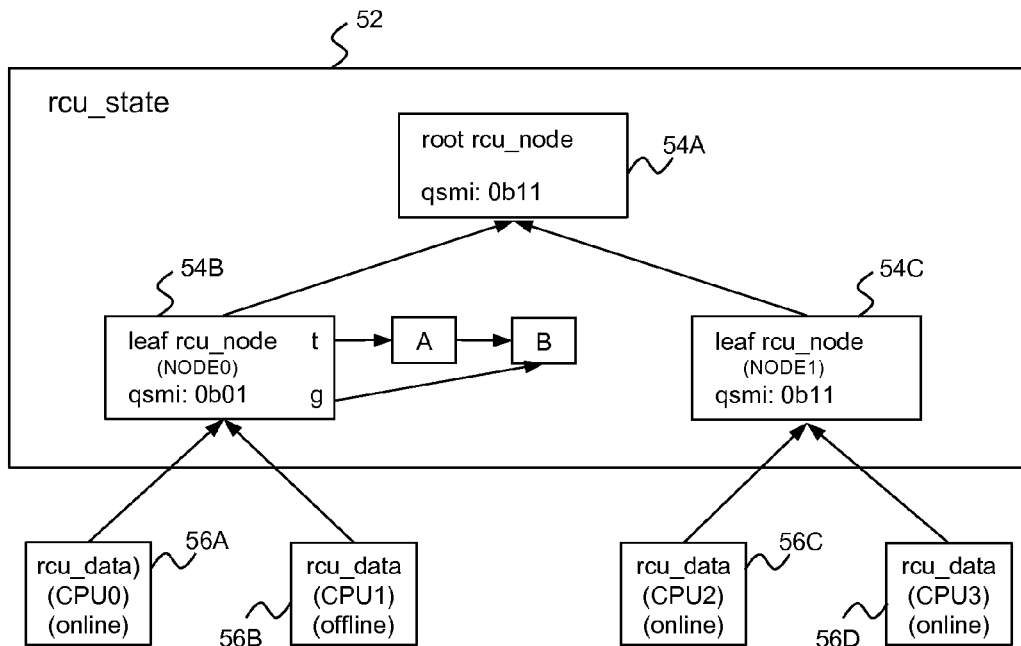 52
rcu_state
root rcu_node
54A
qsmi: 0b11
54B
54C
leaf rcu_node t
A
B
(NODE0)
qsmi: 0b01 g
leaf rcu_node
(NODE1)
qsmi: 0b11
56A
rcu_data)
(CPU0)
(online)
rcu_data
(CPU1)
(offline)
56B
56C
rcu_data
(CPU2)
(online)
rcu_data
(CPU3)
(online)
56D